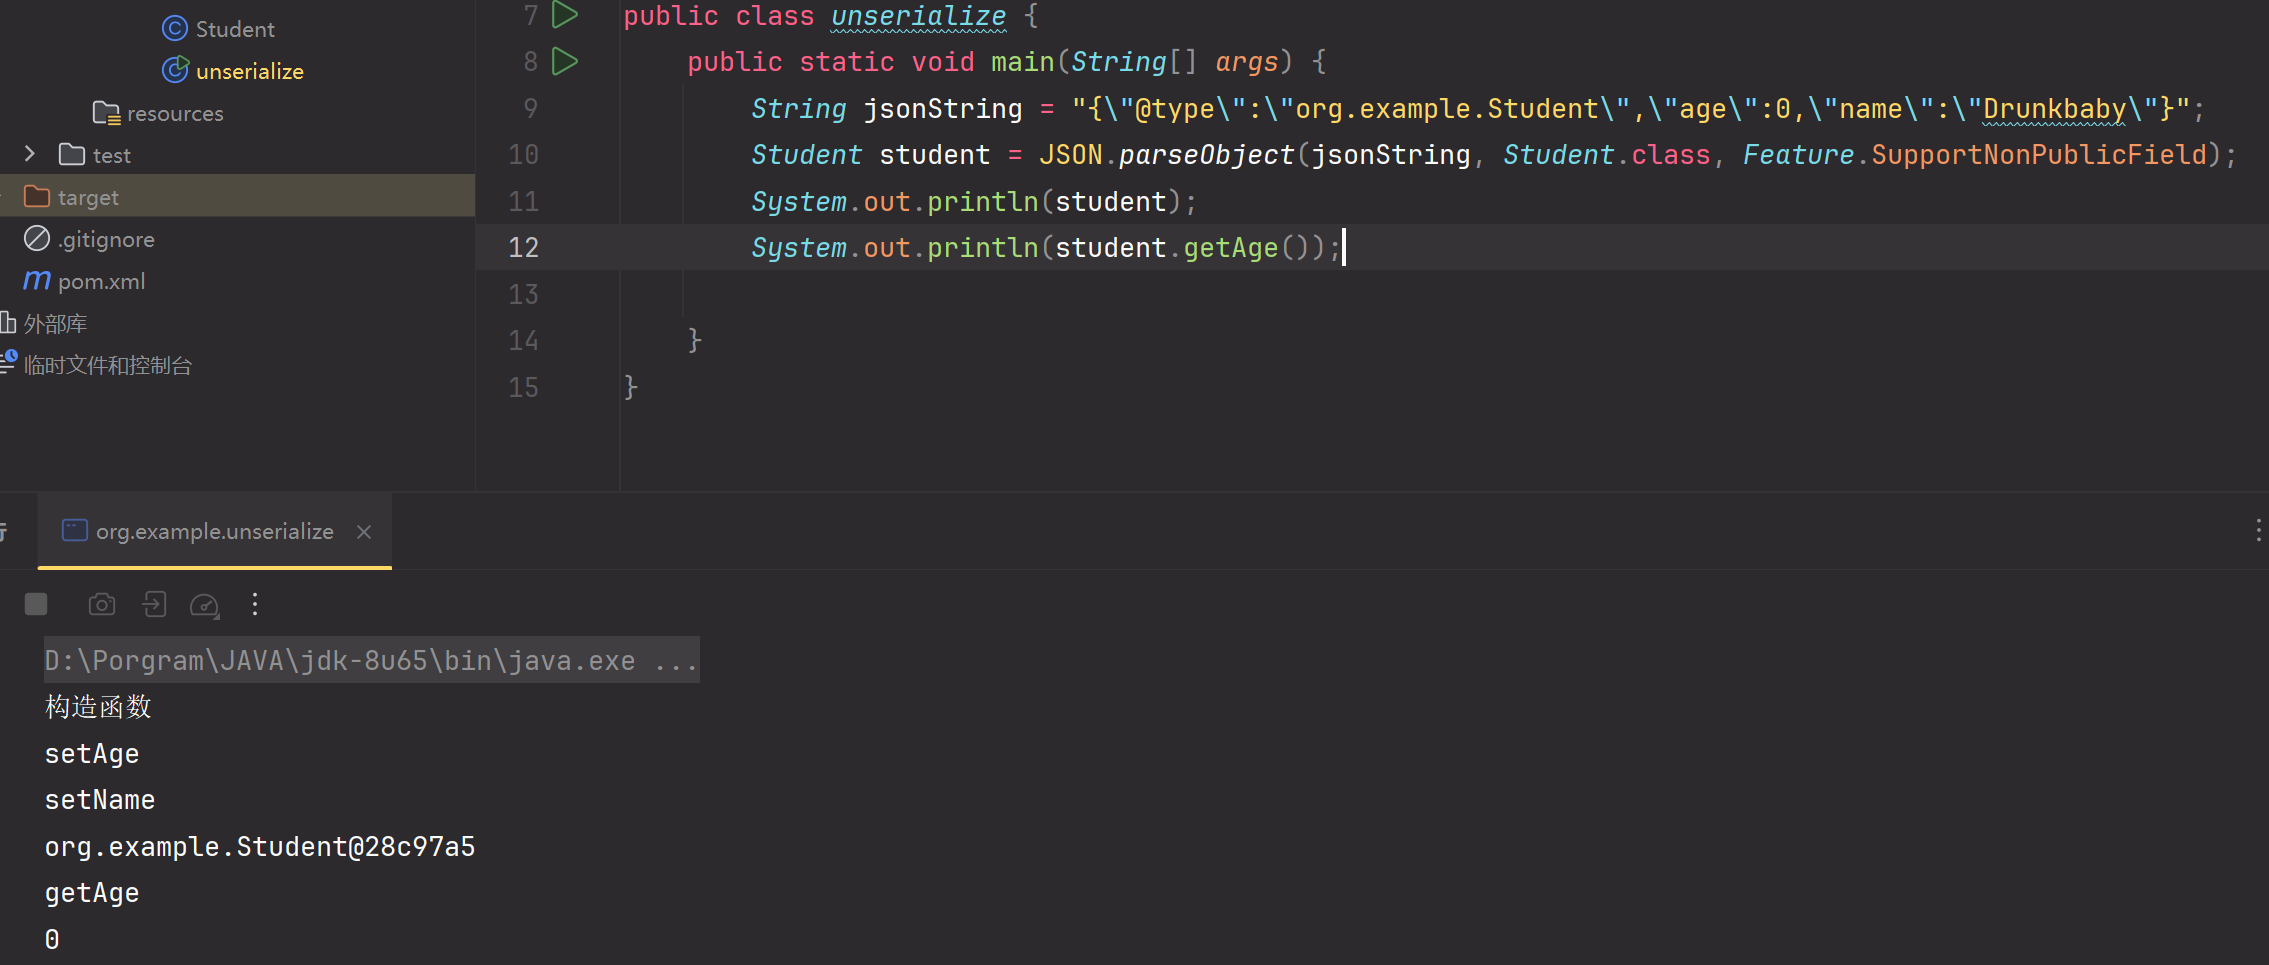 Student
unserialize
resources
test
target
.gitignore
pom.xml
外部库
临时文件和控制台
7 public class unserialize {
8 public static void main(String[] args) {
9 String jsonString = "{\"@type\":\"org.example.Student\",\"age\":0,\"name\":\"Drunkbaby\"}";
10 Student student = JSON.parseObject(jsonString, Student.class, Feature.SupportNonPublicField);
11 System.out.println(student);
12 System.out.println(student.getAge());
13
14 }
15 }
org.example.unserialize
D:\Porgram\JAVA\jdk-8u65\bin\java.exe ...
构造函数
setAge
setName
org.example.Student@28c97a5
getAge
0